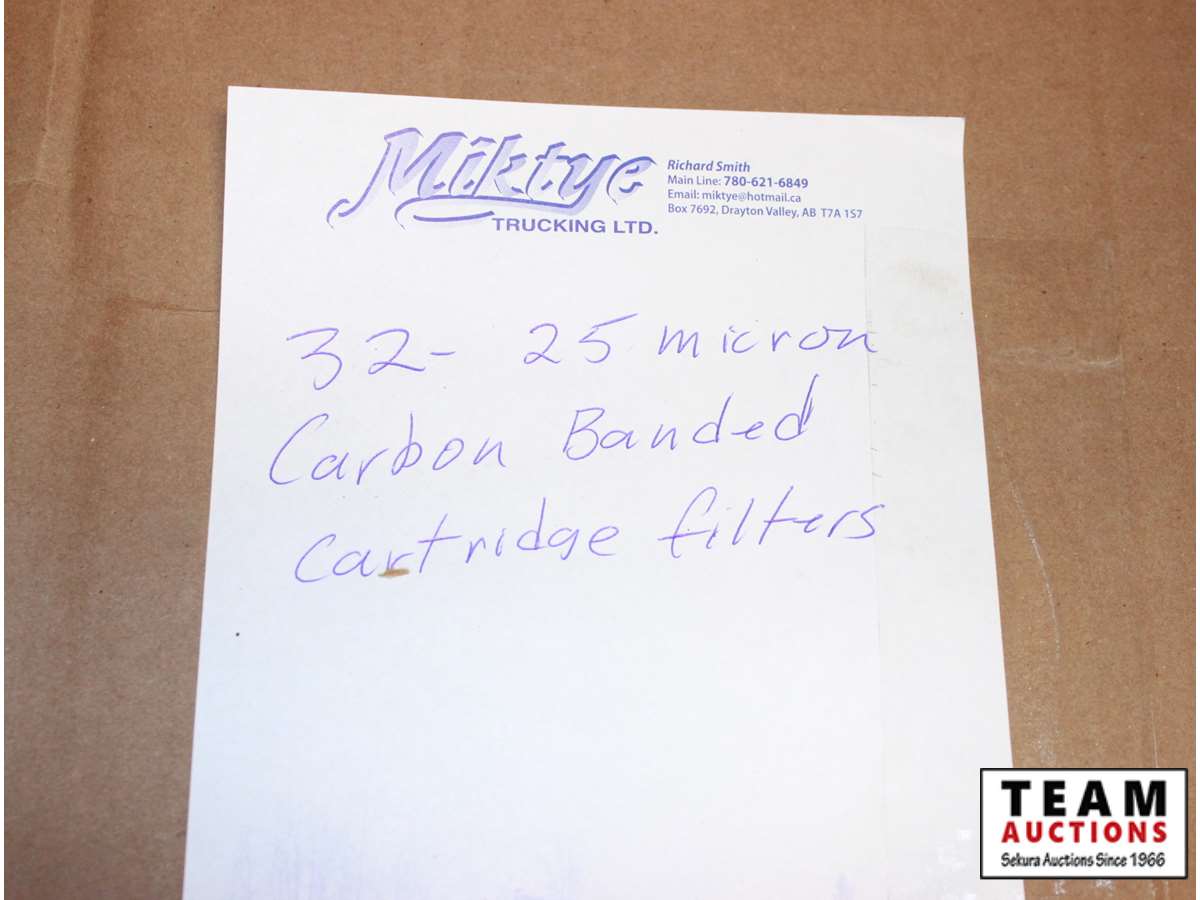 Miktye
TRUCKING LTD.
Richard Smith
Main Line: 780-621-6849
Email: miktye@hotmail.ca
Box 7692, Drayton Valley, AB T7A 1S7
32- 25 micron
Carbon Banded
Cartridge filters
TEAM
AUCTIONS
Sekura Auctions Since 1966